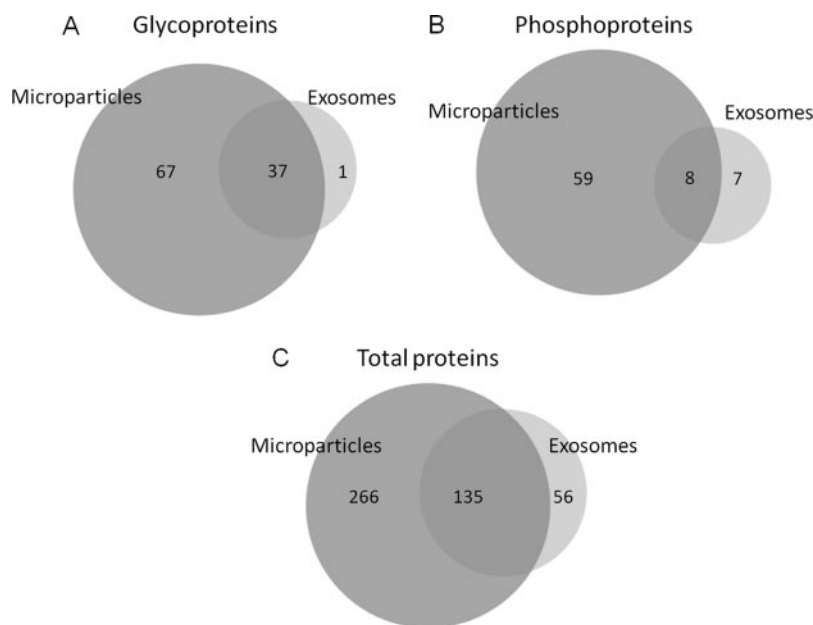 A Glycoproteins
Microparticles Exosomes
67 37 1
B Phosphoproteins
Microparticles Exosomes
59 8 7
C Total proteins
Microparticles Exosomes
266 135 56